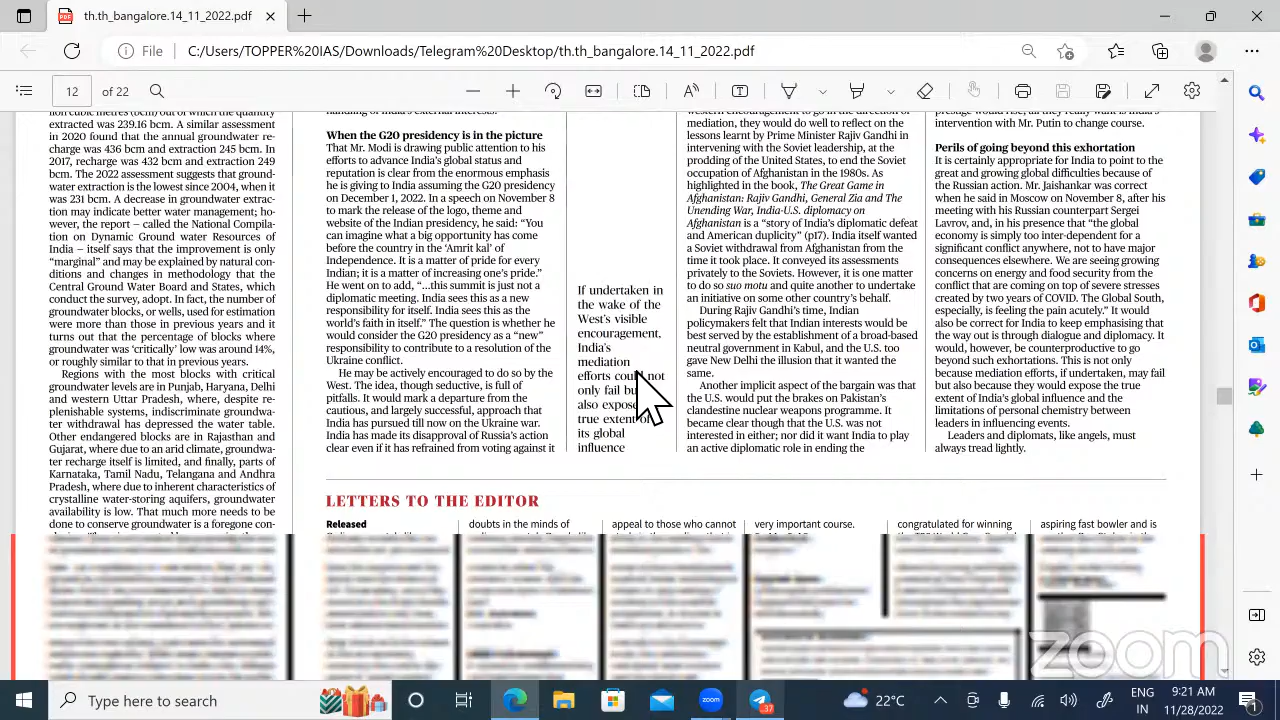 th.th_bangalore.14_11_2022.pdf
File
C:/Users/TOPPER%20IAS/Downloads/Telegram%20Desktop/th.th_bangalore.14_11_2022.pdf
12 of 22
extracted was 239.16 bcm. A similar assessment
in 2020 found that the annual groundwater re-
charge was 436 bcm and extraction 245 bcm. In
2017, recharge was 432 bcm and extraction 249
bcm. The 2022 assessment suggests that ground-
water extraction is the lowest since 2004, when it
was 231 bcm. A decrease in groundwater extrac-
tion may indicate better water management; ho-
wever, the report – called the National Compila-
tion on Dynamic Ground water Resources of
India – itself says that the improvement is only
“marginal” and may be explained by natural con-
ditions and changes in methodology that the
Central Ground Water Board and States, which
conduct the survey, adopt. In fact, the number of
groundwater blocks, or wells, used for estimation
were more than those in previous years and it
turns out that the percentage of blocks where
groundwater was ‘critically’ low was around 14%,
or roughly similar to that in previous years.
Regions with the most blocks with critical
groundwater levels are in Punjab, Haryana, Delhi
and western Uttar Pradesh, where, despite re-
plenishable systems, indiscriminate groundwa-
ter withdrawal has depressed the water table.
Other endangered blocks are in Rajasthan and
Gujarat, where due to an arid climate, groundwa-
ter recharge itself is limited, and finally, parts of
Karnataka, Tamil Nadu, Telangana and Andhra
Pradesh, where due to inherent characteristics of
crystalline water-storing aquifers, groundwater
availability is low. That much more needs to be
done to conserve groundwater is a foregone con-
When the G20 presidency is in the picture
That Mr. Modi is drawing public attention to his
efforts to advance India’s global status and
reputation is clear from the enormous emphasis
he is giving to India assuming the G20 presidency
on December 1, 2022. In a speech on November 8
to mark the release of the logo, theme and
website of the Indian presidency, he said: “You
can imagine what a big opportunity has come
before the country in the ‘Amrit kal’ of
Independence. It is a matter of pride for every
Indian; it is a matter of increasing one’s pride.”
He went on to add, “...this summit is not just a
diplomatic meeting. India sees this as a new
responsibility for itself. India sees this as the
world’s faith in itself.” The question is whether he
would consider the G20 presidency as a “new”
responsibility to contribute to a resolution of the
Ukraine conflict.
He may be actively encouraged to do so by the
West. The idea, though seductive, is full of
pitfalls. It would mark a departure from the
cautious, and largely successful, approach that
India has pursued till now on the Ukraine war.
India has made its disapproval of Russia’s action
clear even if it has refrained from voting against it
If undertaken in
the wake of the
West’s visible
encouragement,
India’s
mediation
efforts could not
only fail but
also expose
true extent of
its global
influence
mediation, they would do well to reflect on the
lessons learnt by Prime Minister Rajiv Gandhi in
intervening with the Soviet leadership, at the
prodding of the United States, to end the Soviet
occupation of Afghanistan in the 1980s. As
highlighted in the book, The Great Game in
Afghanistan: Rajiv Gandhi, General Zia and The
Unending War, India-U.S. diplomacy on
Afghanistan is a “story of India’s diplomatic defeat
and American duplicity” (p17). India itself wanted
a Soviet withdrawal from Afghanistan from the
time it took place. It conveyed its assessments
privately to the Soviets. However, it is one matter
to do so suo motu and quite another to undertake
an initiative on some other country’s behalf.
During Rajiv Gandhi’s time, Indian
policymakers felt that Indian interests would be
best served by the establishment of a broad-based
neutral government in Kabul, and the U.S. too
gave New Delhi the illusion that it wanted the
same.
Another implicit aspect of the bargain was that
the U.S. would put the brakes on Pakistan’s
clandestine nuclear weapons programme. It
became clear though that the U.S. was not
interested in either; nor did it want India to play
an active diplomatic role in ending the
intervention with Mr. Putin to change course.
Perils of going beyond this exhortation
It is certainly appropriate for India to point to the
great and growing global difficulties because of
the Russian action. Mr. Jaishankar was correct
when he said in Moscow on November 8, after his
meeting with his Russian counterpart Sergei
Lavrov, and, in his presence that “the global
economy is simply too inter-dependent for a
significant conflict anywhere, not to have major
consequences elsewhere. We are seeing growing
concerns on energy and food security from the
conflict that are coming on top of severe stresses
created by two years of COVID. The Global South,
especially, is feeling the pain acutely.” It would
also be correct for India to keep emphasising that
the way out is through dialogue and diplomacy. It
would, however, be counterproductive to go
beyond such exhortations. This is not only
because mediation efforts, if undertaken, may fail
but also because they would expose the true
extent of India’s global influence and the
limitations of personal chemistry between
leaders in influencing events.
Leaders and diplomats, like angels, must
always tread lightly.
LETTERS TO THE EDITOR
Released
doubts in the minds of
appeal to those who cannot
very important course.
congratulated for winning
aspiring fast bowler and is
zoom
Type here to search
zoom
37
22°C
ENG
IN
9:21 AM
11/28/2022
1